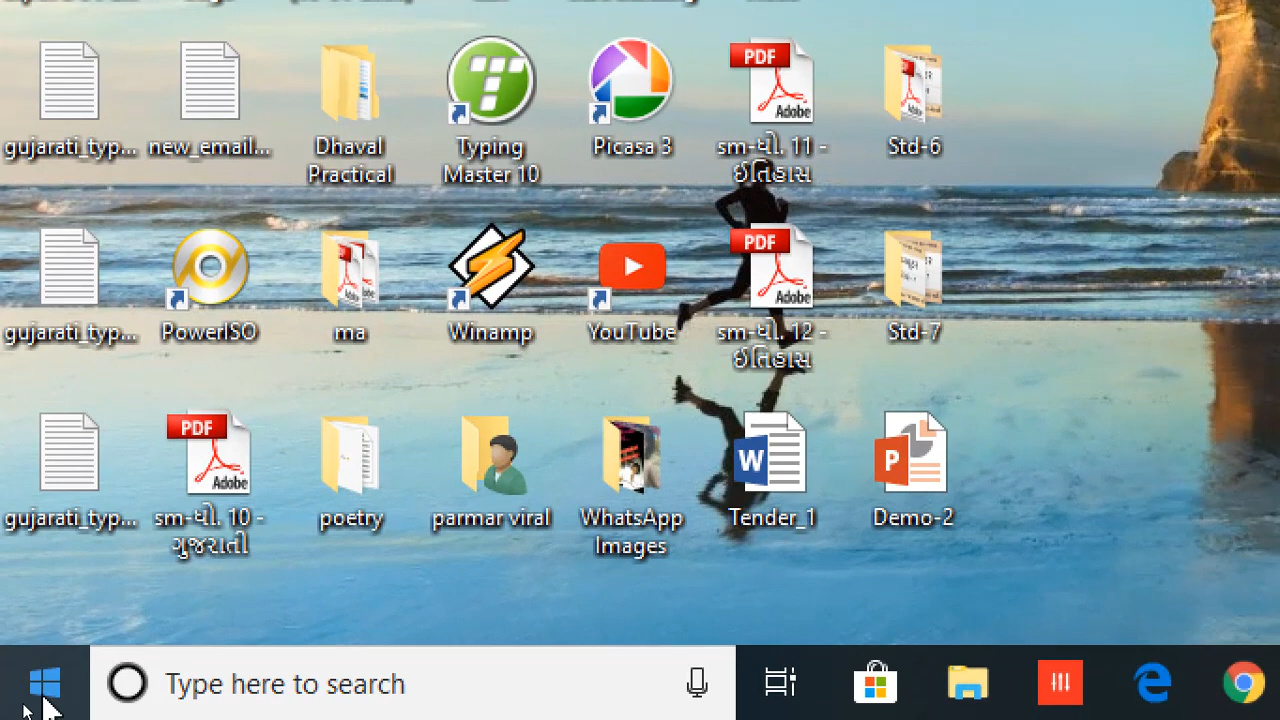 gujarati_typ...
new_email...
Dhaval
Practical
Typing
Master 10
Picasa 3
PDF
Adobe
sm-ધો. 11 -
ઈતિહાસ
Std-6
gujarati_typ...
PowerISO
ma
Winamp
YouTube
PDF
Adobe
sm-ધો. 12 -
ઈતિહાસ
Std-7
gujarati_typ...
PDF
Adobe
sm-ધો. 10 -
ગુજરાતી
poetry
parmar viral
WhatsApp
Images
W
Tender_1
P
Demo-2
Type here to search